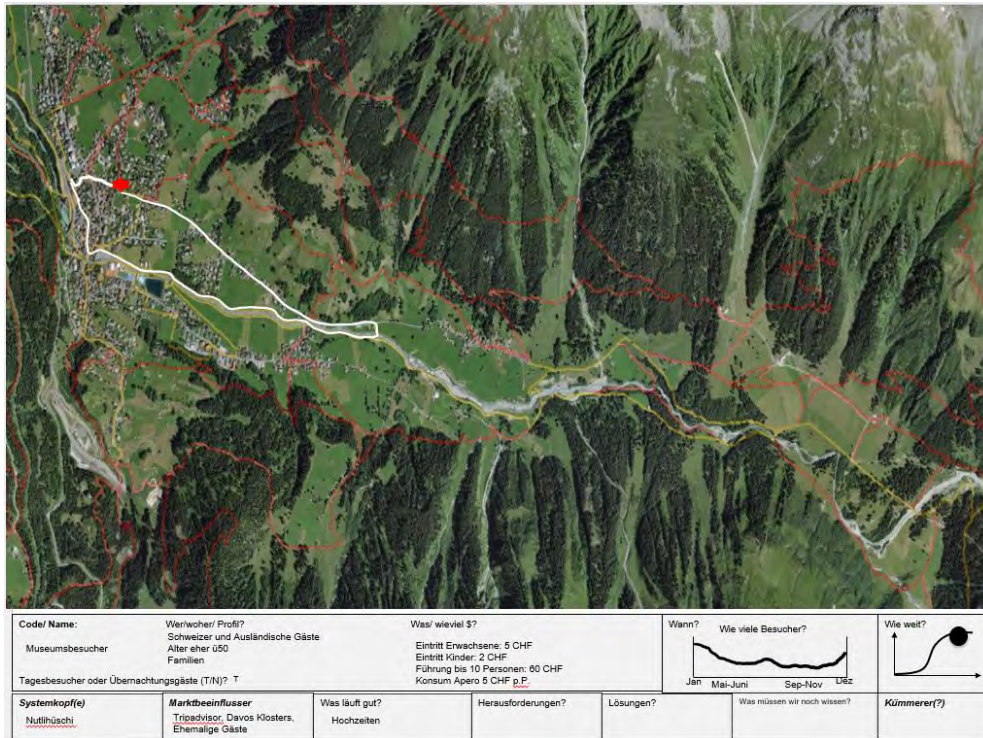 Code/ Name:
Museumsbesucher
Tagesbesucher oder Übernachtungsgäste (T/N)? T
Wer/woher/ Profil?
Schweizer und Ausländische Gäste
Alter eher ü50
Familien
Was/ wieviel $?
Eintritt Erwachsene: 5 CHF
Eintritt Kinder: 2 CHF
Führung bis 10 Personen: 60 CHF
Konsum Apero 5 CHF p.P.
Wann?
Wie viele Besucher?
Jan
Mai-Juni
Sep-Nov
Dez
Wie weit?
Systemkopf(e)
Nutlihüschi
Marktbeeinflusser
Tripadvisor, Davos Klosters,
Ehemalige Gäste
Was läuft gut?
Hochzeiten
Herausforderungen?
Lösungen?
Was müssen wir noch wissen?
Kümmerer(?)